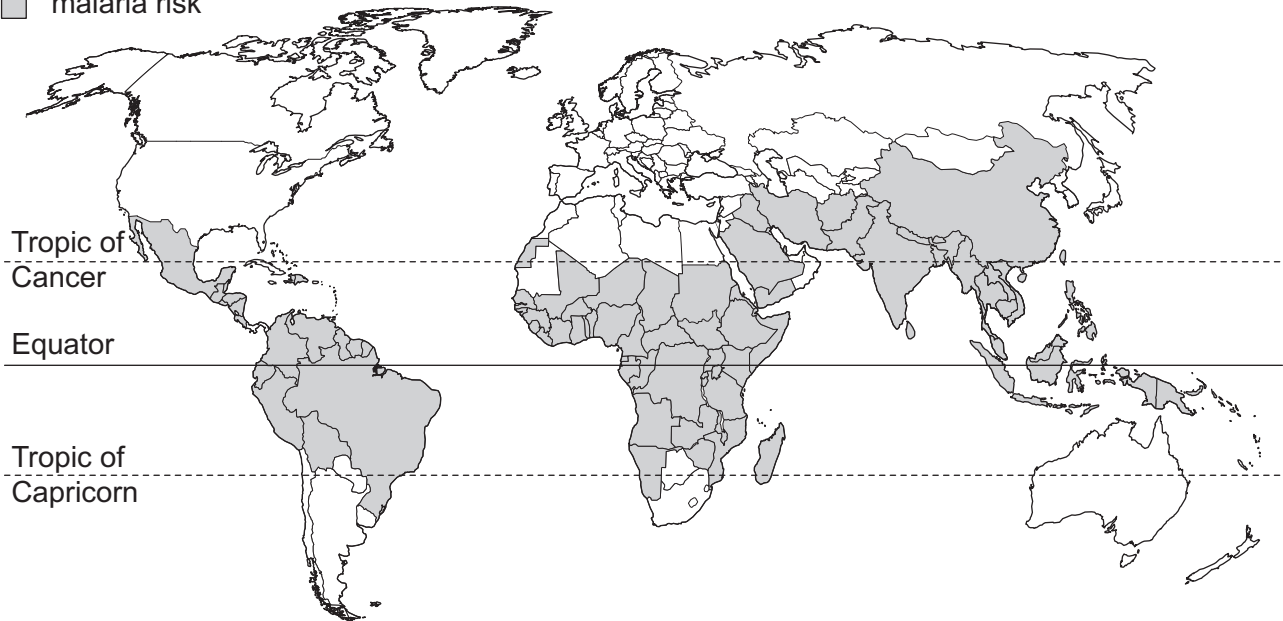 malaria risk
Tropic of
Cancer
Equator
Tropic of
Capricorn